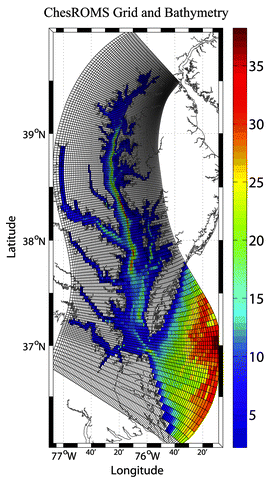 ChesROMS Grid and Bathymetry
39°N
38°N
37°N
Latitude
77°W 40' 20' 76°W 20'
Longitude
35
30
25
20
15
10
5